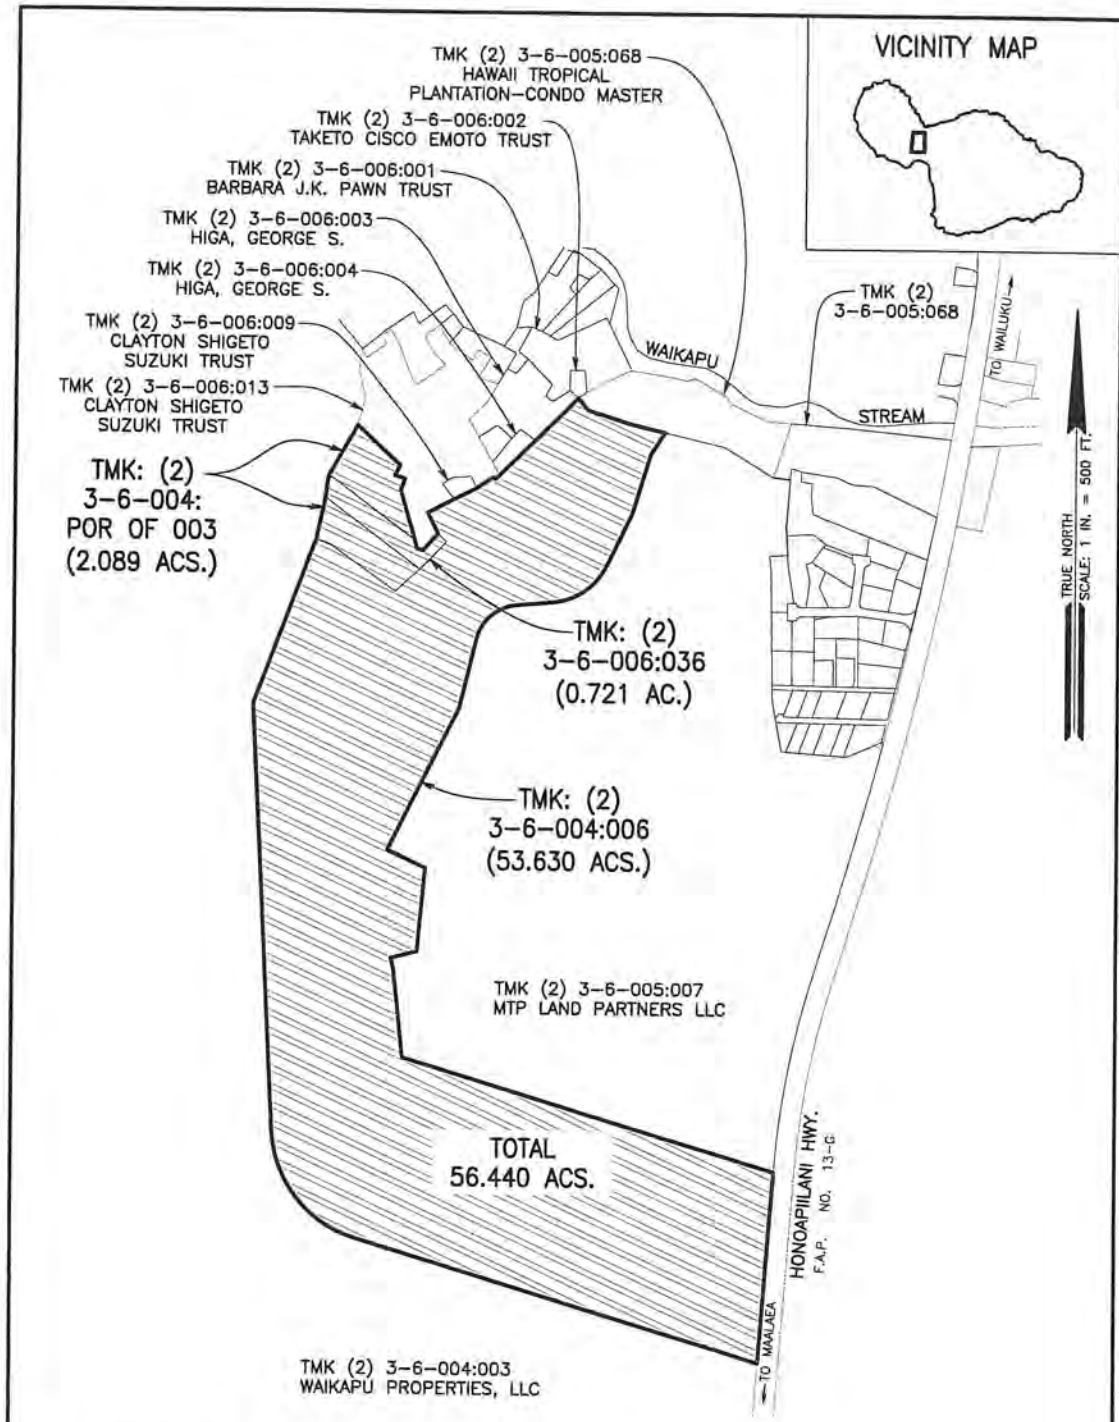 VICINITY MAP
TMK (2) 3-6-005:068
HAWAII TROPICAL
PLANTATION-CONDO MASTER
TMK (2) 3-6-006:002
TAKETO CISCO EMOTO TRUST
TMK (2) 3-6-006:001
BARBARA J.K. PAWN TRUST
TMK (2) 3-6-006:003
HIGA, GEORGE S.
TMK (2) 3-6-006:004
HIGA, GEORGE S.
TMK (2) 3-6-006:009
CLAYTON SHIGETO
SUZUKI TRUST
TMK (2) 3-6-006:013
CLAYTON SHIGETO
SUZUKI TRUST
TMK: (2)
3-6-004:
POR OF 003
(2.089 ACS.)
TMK (2)
3-6-005:068
WAIKAPU
STREAM
TO WAILUKU
TRUE NORTH
SCALE: 1 IN. = 500 FT.
TMK: (2)
3-6-006:036
(0.721 AC.)
TMK: (2)
3-6-004:006
(53.630 ACS.)
TMK (2) 3-6-005:007
MTP LAND PARTNERS LLC
TOTAL
56.440 ACS.
HONOAPIILANI HWY.
F.A.P. NO. 13-G
TO MAALAEA
TMK (2) 3-6-004:003
WAIKAPU PROPERTIES, LLC